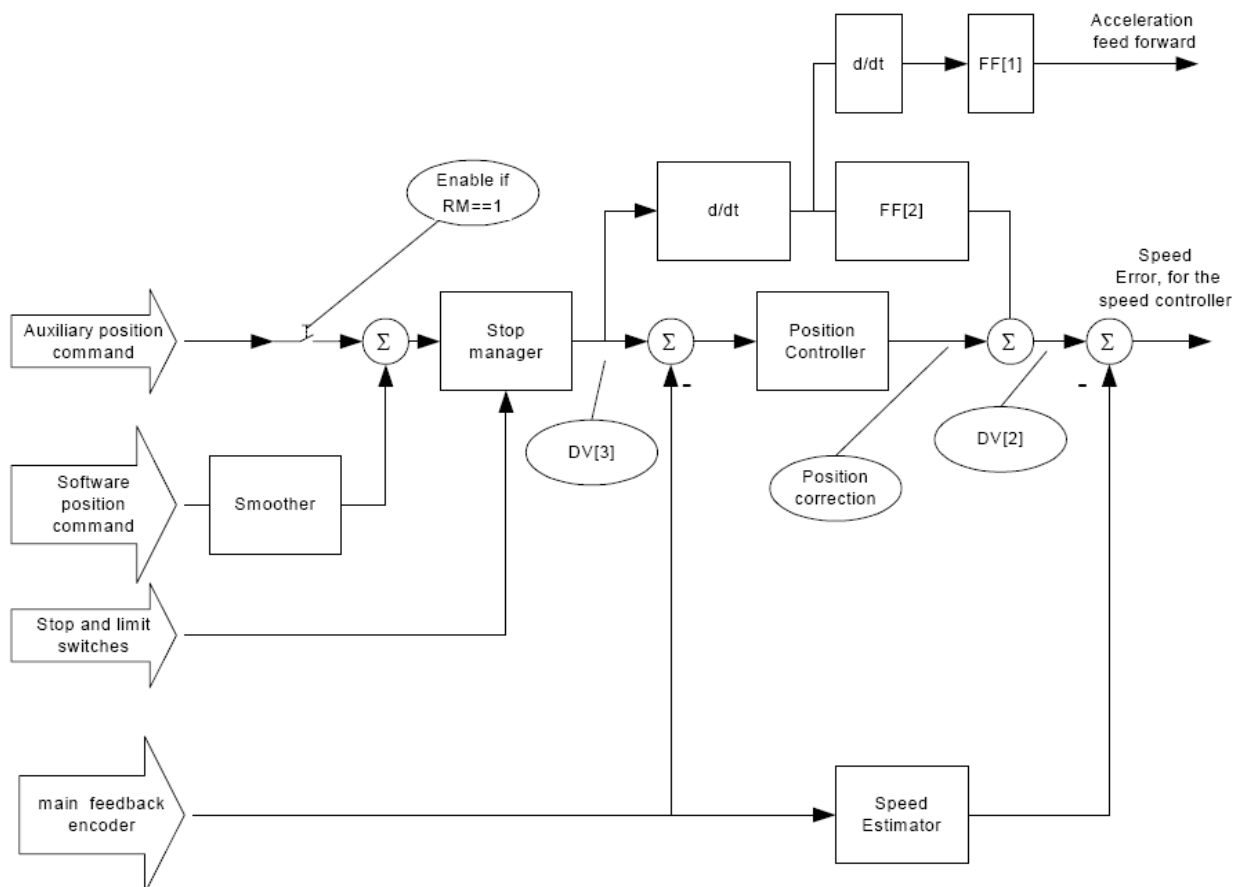 Acceleration
feed forward
d/dt
FF[1]
Enable if
RM==1
d/dt
FF[2]
Speed
Error, for the
speed controller
Auxiliary position
command
Σ
Stop
manager
Σ
Position
Controller
Σ
Σ
-
-
DV[3]
DV[2]
Software
position
command
Smoother
Position
correction
Stop and limit
switches
main feedback
encoder
Speed
Estimator